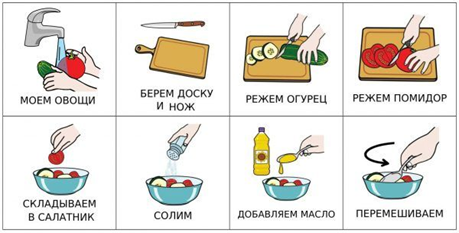 МОЕМ ОВОЩИ
БЕРЕМ ДОСКУ
И НОЖ
РЕЖЕМ ОГУРЕЦ
РЕЖЕМ ПОМИДОР
СКЛАДЫВАЕМ
В САЛАТНИК
СОЛИМ
ДОБАВЛЯЕМ МАСЛО
ПЕРЕМЕШИВАЕМ